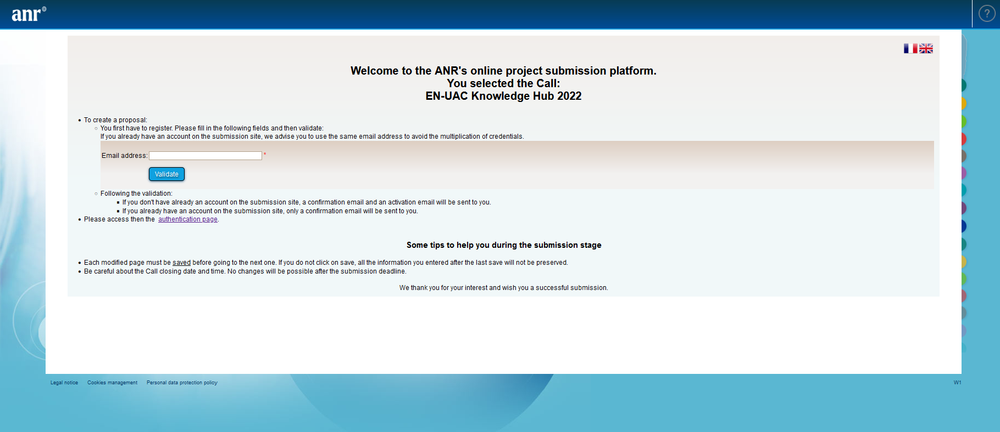 anr©
?
Welcome to the ANR's online project submission platform.
You selected the Call:
EN-UAC Knowledge Hub 2022
To create a proposal:
You first have to register. Please fill in the following fields and then validate:
If you already have an account on the submission site, we advise you to use the same email address to avoid the multiplication of credentials.
Email address: *
Validate
Following the validation:
If you don't have already an account on the submission site, a confirmation email and an activation email will be sent to you.
If you already have an account on the submission site, only a confirmation email will be sent to you.
Please access then the authentication page.
Some tips to help you during the submission stage
Each modified page must be saved before going to the next one. If you do not click on save, all the information you entered after the last save will not be preserved.
Be careful about the Call closing date and time. No changes will be possible after the submission deadline.
We thank you for your interest and wish you a successful submission.
Legal notice Cookies management Personal data protection policy W1